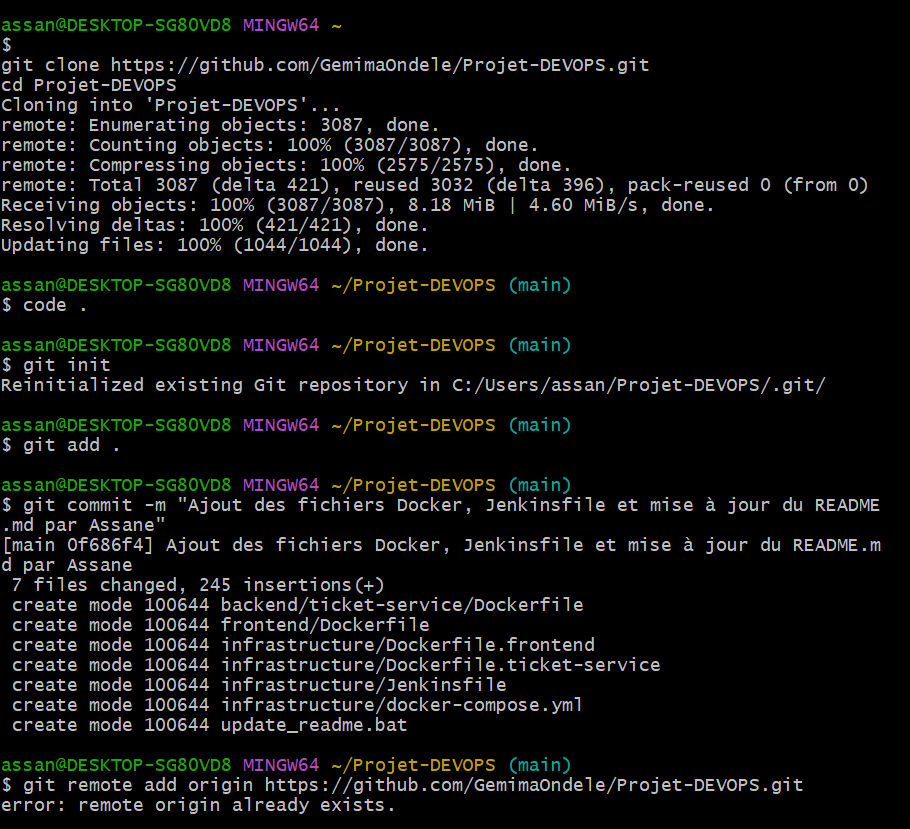 assan@DESKTOP-SG80VD8 MINGW64 ~
$
git clone https://github.com/GemimaOndele/Projet-DEVOPS.git
cd Projet-DEVOPS
Cloning into 'Projet-DEVOPS'...
remote: Enumerating objects: 3087, done.
remote: Counting objects: 100% (3087/3087), done.
remote: Compressing objects: 100% (2575/2575), done.
remote: Total 3087 (delta 421), reused 3032 (delta 396), pack-reused 0 (from 0)
Receiving objects: 100% (3087/3087), 8.18 MiB | 4.60 MiB/s, done.
Resolving deltas: 100% (421/421), done.
Updating files: 100% (1044/1044), done.
assan@DESKTOP-SG80VD8 MINGW64 ~/Projet-DEVOPS (main)
$ code .
assan@DESKTOP-SG80VD8 MINGW64 ~/Projet-DEVOPS (main)
$ git init
Reinitialized existing Git repository in C:/Users/assan/Projet-DEVOPS/.git/
assan@DESKTOP-SG80VD8 MINGW64 ~/Projet-DEVOPS (main)
$ git add .
assan@DESKTOP-SG80VD8 MINGW64 ~/Projet-DEVOPS (main)
$ git commit -m "Ajout des fichiers Docker, Jenkinsfile et mise à jour du README
.md par Assane"
[main 0f686f4] Ajout des fichiers Docker, Jenkinsfile et mise à jour du README.m
d par Assane
 7 files changed, 245 insertions(+)
 create mode 100644 backend/ticket-service/Dockerfile
 create mode 100644 frontend/Dockerfile
 create mode 100644 infrastructure/Dockerfile.frontend
 create mode 100644 infrastructure/Dockerfile.ticket-service
 create mode 100644 infrastructure/Jenkinsfile
 create mode 100644 infrastructure/docker-compose.yml
 create mode 100644 update_readme.bat
assan@DESKTOP-SG80VD8 MINGW64 ~/Projet-DEVOPS (main)
$ git remote add origin https://github.com/GemimaOndele/Projet-DEVOPS.git
error: remote origin already exists.